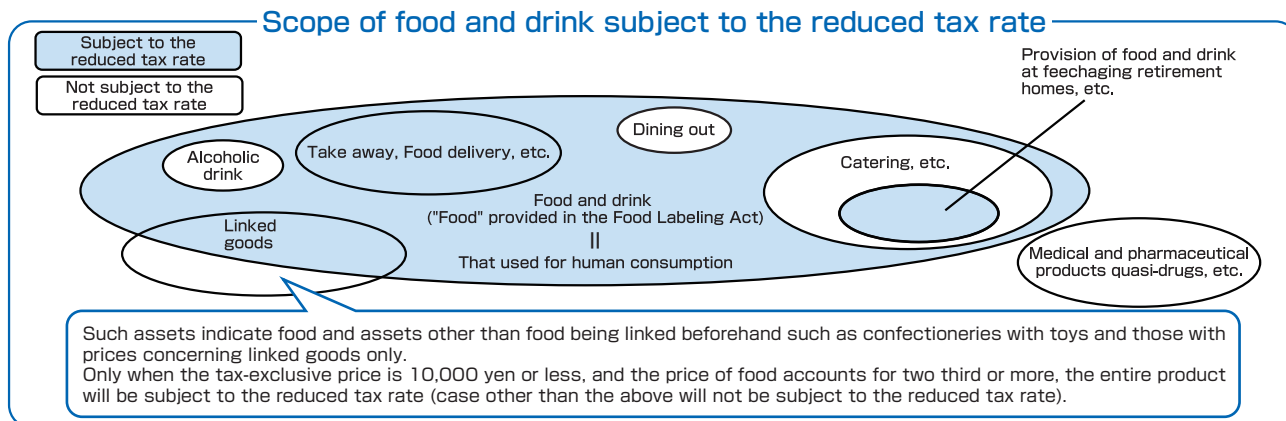 Scope of food and drink subject to the reduced tax rate
Subject to the
reduced tax rate
Not subject to the
reduced tax rate
Provision of food and drink
at feechaging retirement
homes, etc.
Dining out
Alcoholic
drink
Take away, Food delivery, etc.
Catering, etc.
Food and drink
("Food" provided in the Food Labeling Act)
=
That used for human consumption
Linked
goods
Medical and pharmaceutical
products quasi-drugs, etc.
Such assets indicate food and assets other than food being linked beforehand such as confectioneries with toys and those with
prices concerning linked goods only.
Only when the tax-exclusive price is 10,000 yen or less, and the price of food accounts for two third or more, the entire product
will be subject to the reduced tax rate (case other than the above will not be subject to the reduced tax rate).